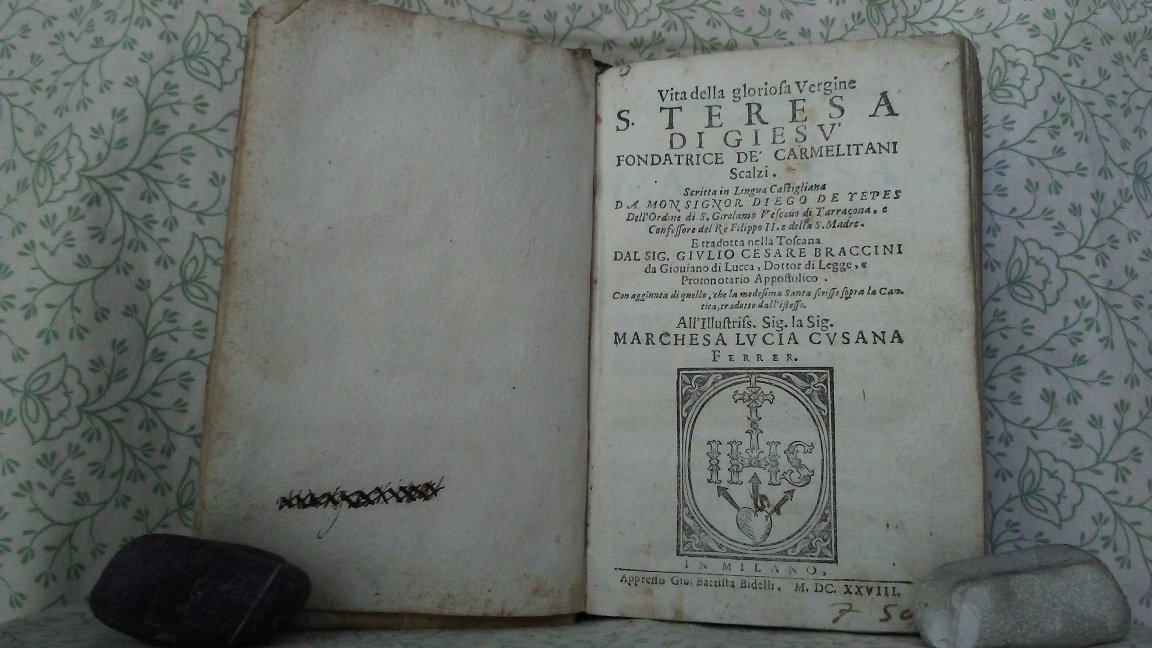 Vita della gloriosa Vergine
S. TERESA
DI GIESV'
FONDATRICE DE' CARMELITANI
Scalzi.
Scritta in Lingua Castigliana
DA MONSIGNOR DIEGO DE YEPES
Dell'Ordine di S. Girolamo Vescouo di Tarraçona, e
Confessore del Rè Filippo II. e della S. Madre.
E tradotta nella Toscana
DAL SIG. GIVLIO CESARE BRACCINI
da Giouiano di Lucca, Dottor di Legge, e
Protonotario Appostolico.
Con aggiunta di quello, che la medesima Santa scrisse sopra la Can-
tica, tradotto dall'istesso.
All'Illustriss. Sig. la Sig.
MARCHESA LVCIA CVSANA
FERRER.
IHS
IN MILANO,
Appresso Gio. Battista Bidelli. M. DC. XXVIII.